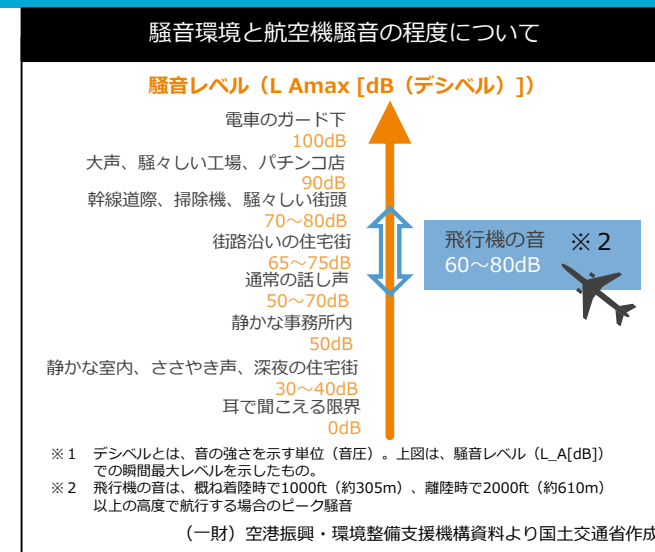 騒音環境と航空機騒音の程度について
騒音レベル（L Amax [dB（デシベル）]）
電車のガード下
100dB
大声、騒々しい工場、パチンコ店
90dB
幹線道際、掃除機、騒々しい街頭
70～80dB
街路沿いの住宅街
65～75dB
通常の話し声
50～70dB
静かな事務所内
50dB
静かな室内、ささやき声、深夜の住宅街
30～40dB
耳で聞こえる限界
0dB
飛行機の音 ※２
60～80dB
※１ デシベルとは、音の強さを示す単位（音圧）。上図は、騒音レベル（L_A[dB]）
での瞬間最大レベルを示したもの。
※２ 飛行機の音は、概ね着陸時で1000ft（約305m）、離陸時で2000ft（約610m）
以上の高度で航行する場合のピーク騒音
（一財）空港振興・環境整備支援機構資料より国土交通省作成